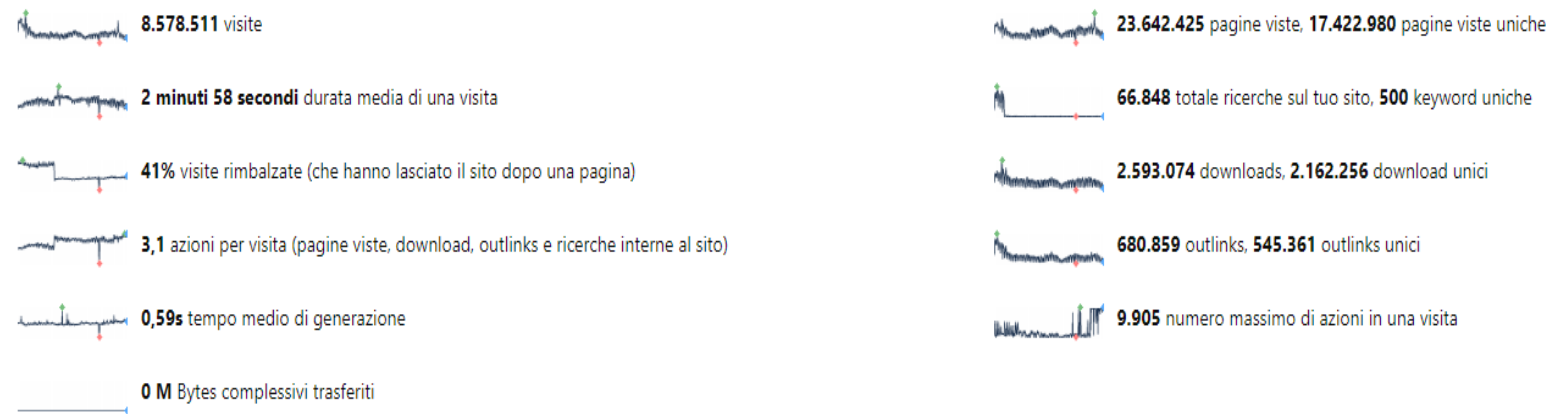 8.578.511 visite
2 minuti 58 secondi durata media di una visita
41% visite rimbalzate (che hanno lasciato il sito dopo una pagina)
3,1 azioni per visita (pagine viste, download, outlinks e ricerche interne al sito)
0,59s tempo medio di generazione
0 M Bytes complessivi trasferiti
23.642.425 pagine viste, 17.422.980 pagine viste uniche
66.848 totale ricerche sul tuo sito, 500 keyword uniche
2.593.074 downloads, 2.162.256 download unici
680.859 outlinks, 545.361 outlinks unici
9.905 numero massimo di azioni in una visita